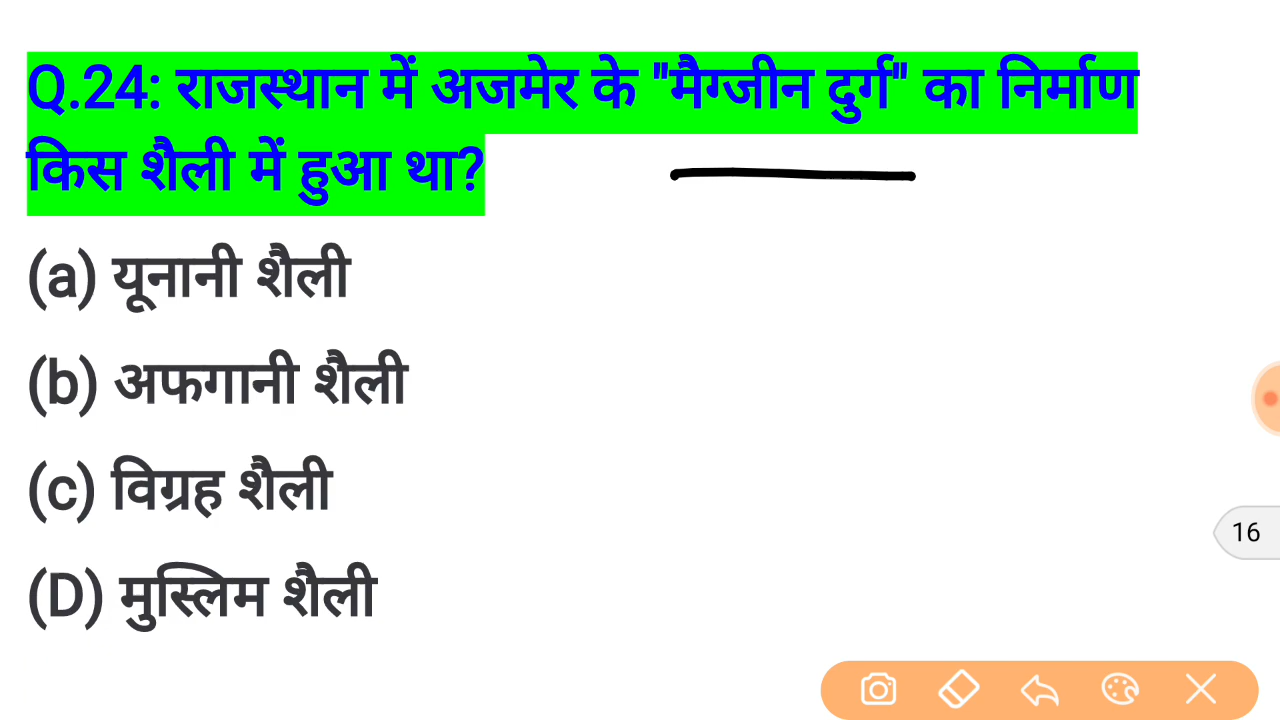 Q.24: राजस्थान में अजमेर के "मैग्जीन दुर्ग" का निर्माण
किस शैली में हुआ था?
(a) यूनानी शैली
(b) अफगानी शैली
(c) विग्रह शैली
(D) मुस्लिम शैली
16